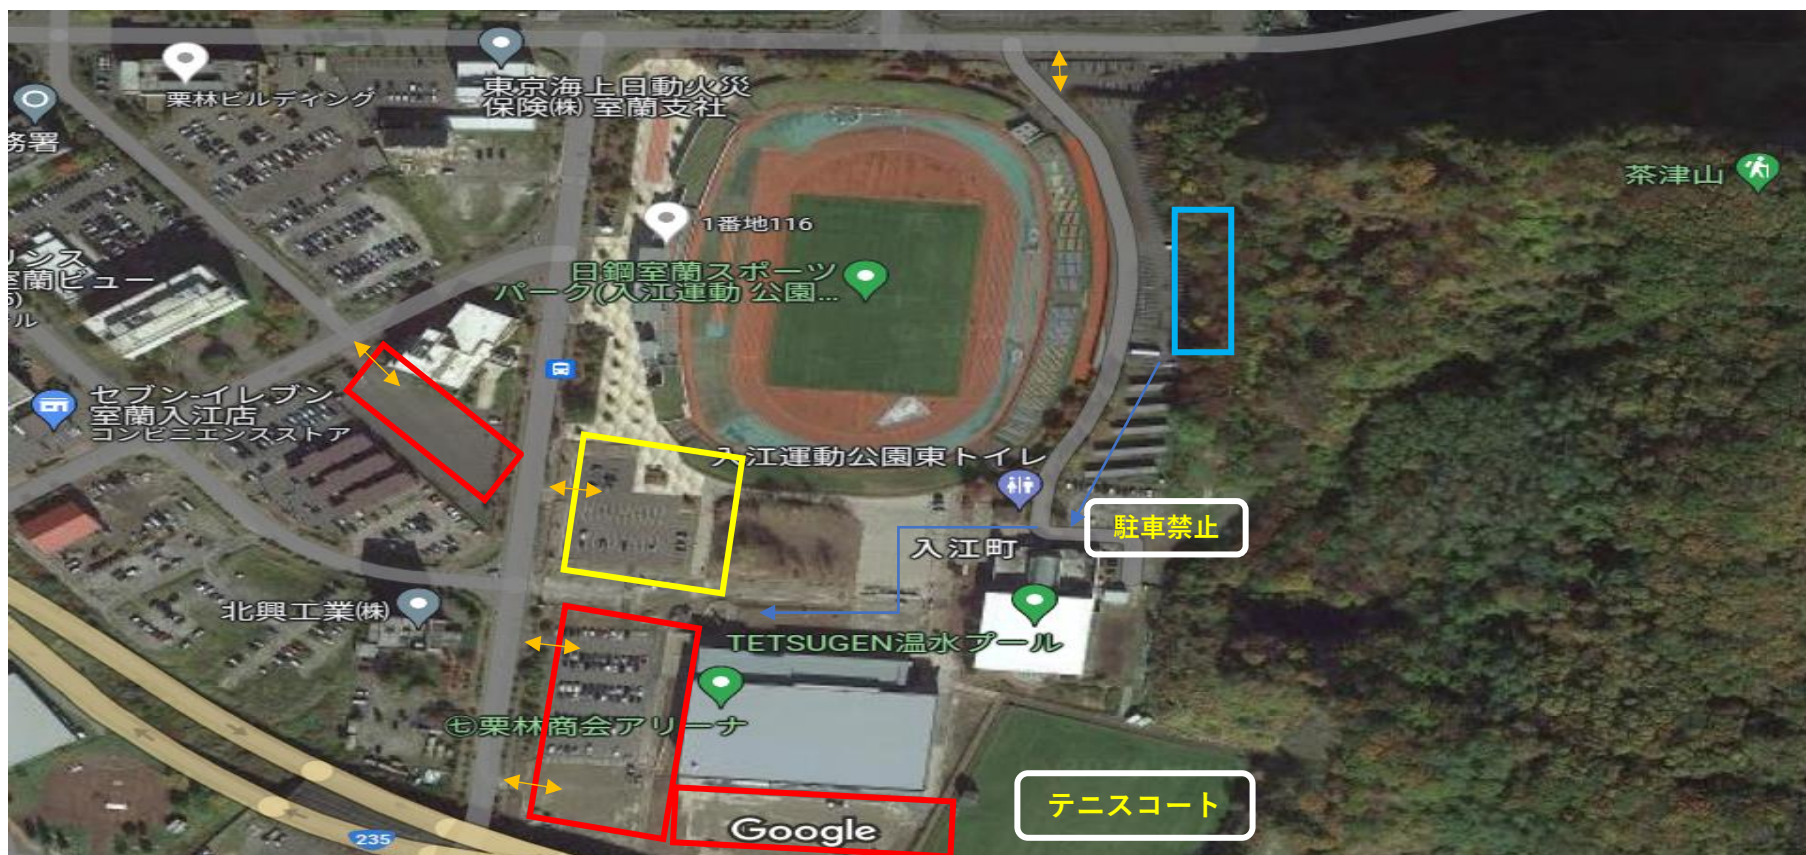 栗林ビルディング
東京海上日動火災
保険㈱ 室蘭支社
務署
茶津山
1番地116
日鋼室蘭スポーツ
パーク(入江運動 公園...
リンス
室蘭ビュー
ル
セブン-イレブン
室蘭入江店
コンビニエンスストア
入江運動公園東トイレ
駐車禁止
入江町
北興工業㈱
TETSUGEN温水プール
㊆栗林商会アリーナ
テニスコート
Google
235